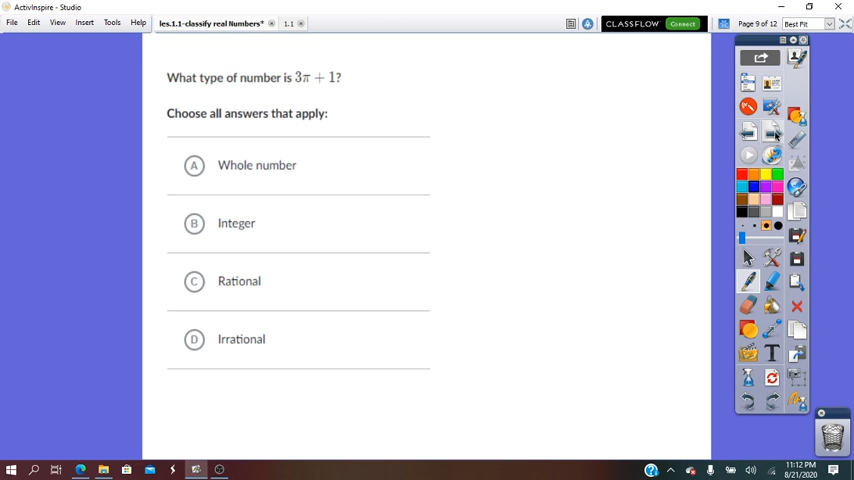 ActivInspire - Studio
File Edit View Insert Tools Help
les.1.1-classify real Numbers*
1.1
CLASSFLOW Connect
Page 9 of 12
Best Fit
What type of number is 3π + 1?
Choose all answers that apply:
A Whole number
B Integer
C Rational
D Irrational
T
11:12 PM
8/21/2020